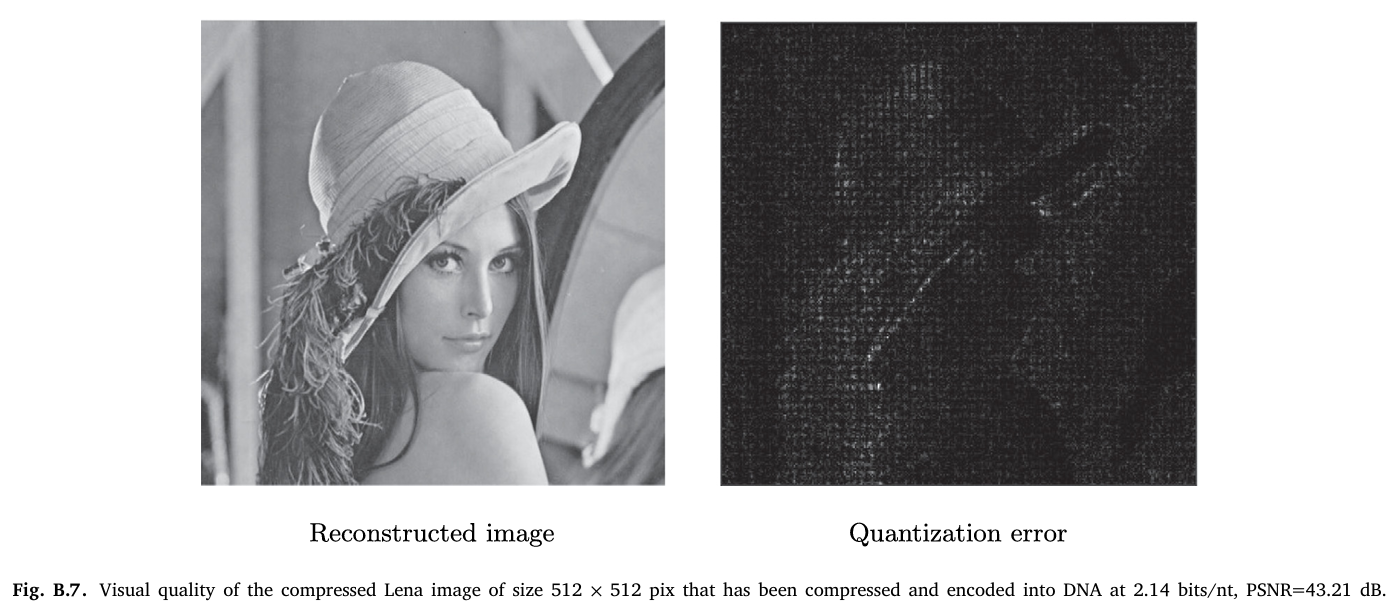 Reconstructed image
Quantization error
Fig. B.7. Visual quality of the compressed Lena image of size 512 × 512 pix that has been compressed and encoded into DNA at 2.14 bits/nt, PSNR=43.21 dB.